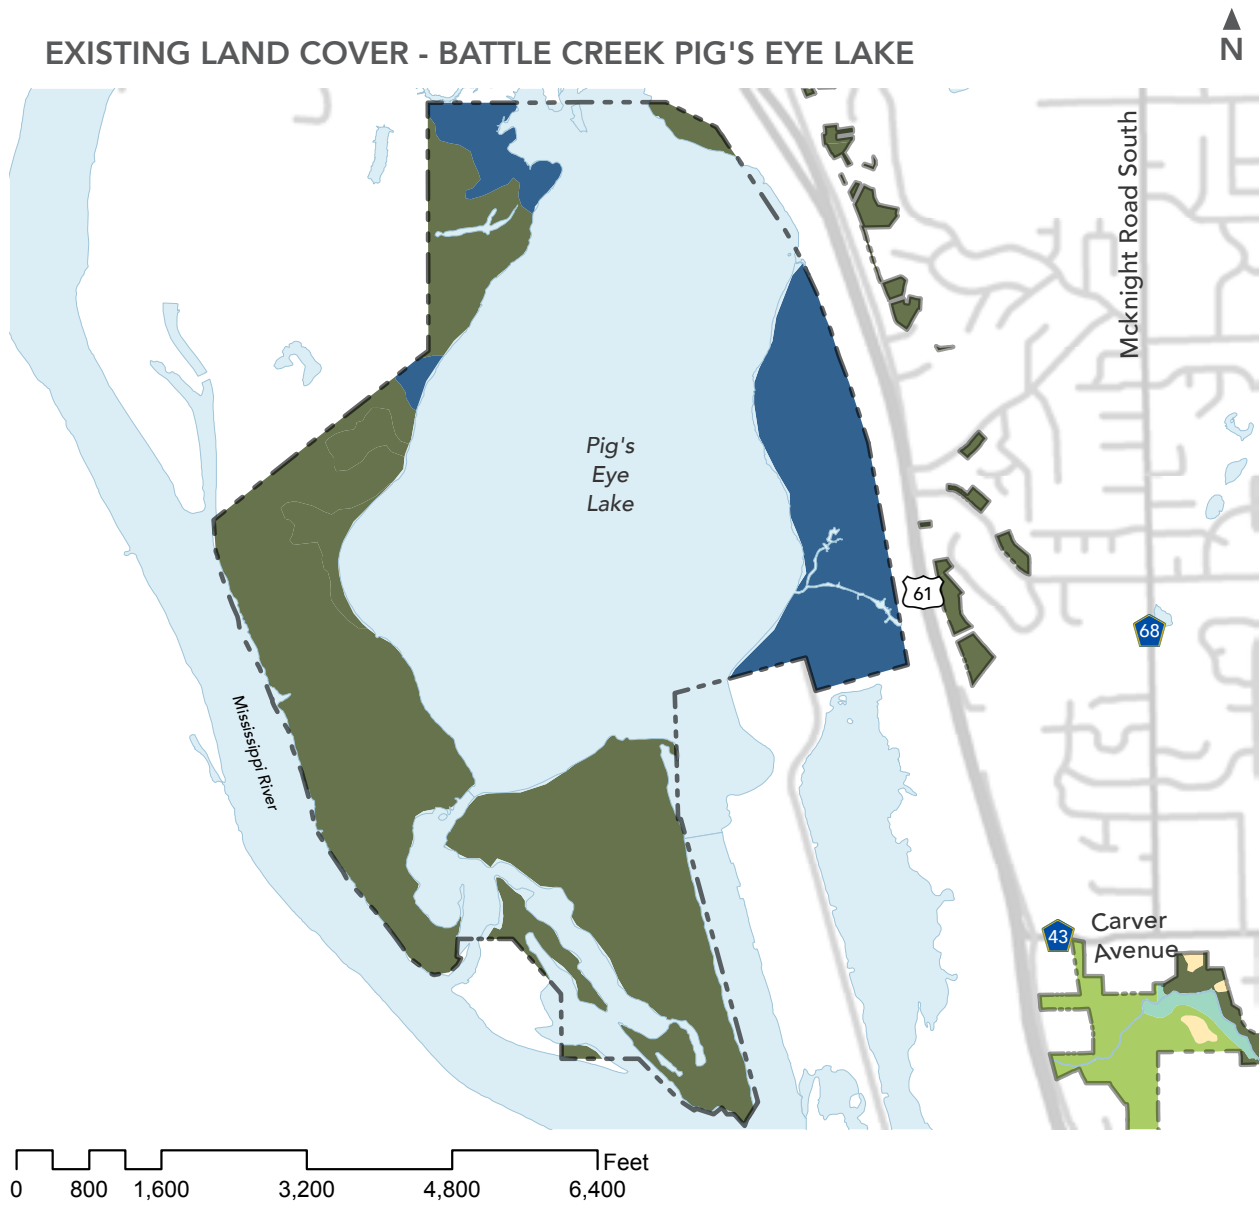 EXISTING LAND COVER - BATTLE CREEK PIG'S EYE LAKE
N
Mcknight Road South
Pig's
Eye
Lake
61
68
Mississippi River
43
Carver
Avenue
Feet
0 800 1,600 3,200 4,800 6,400